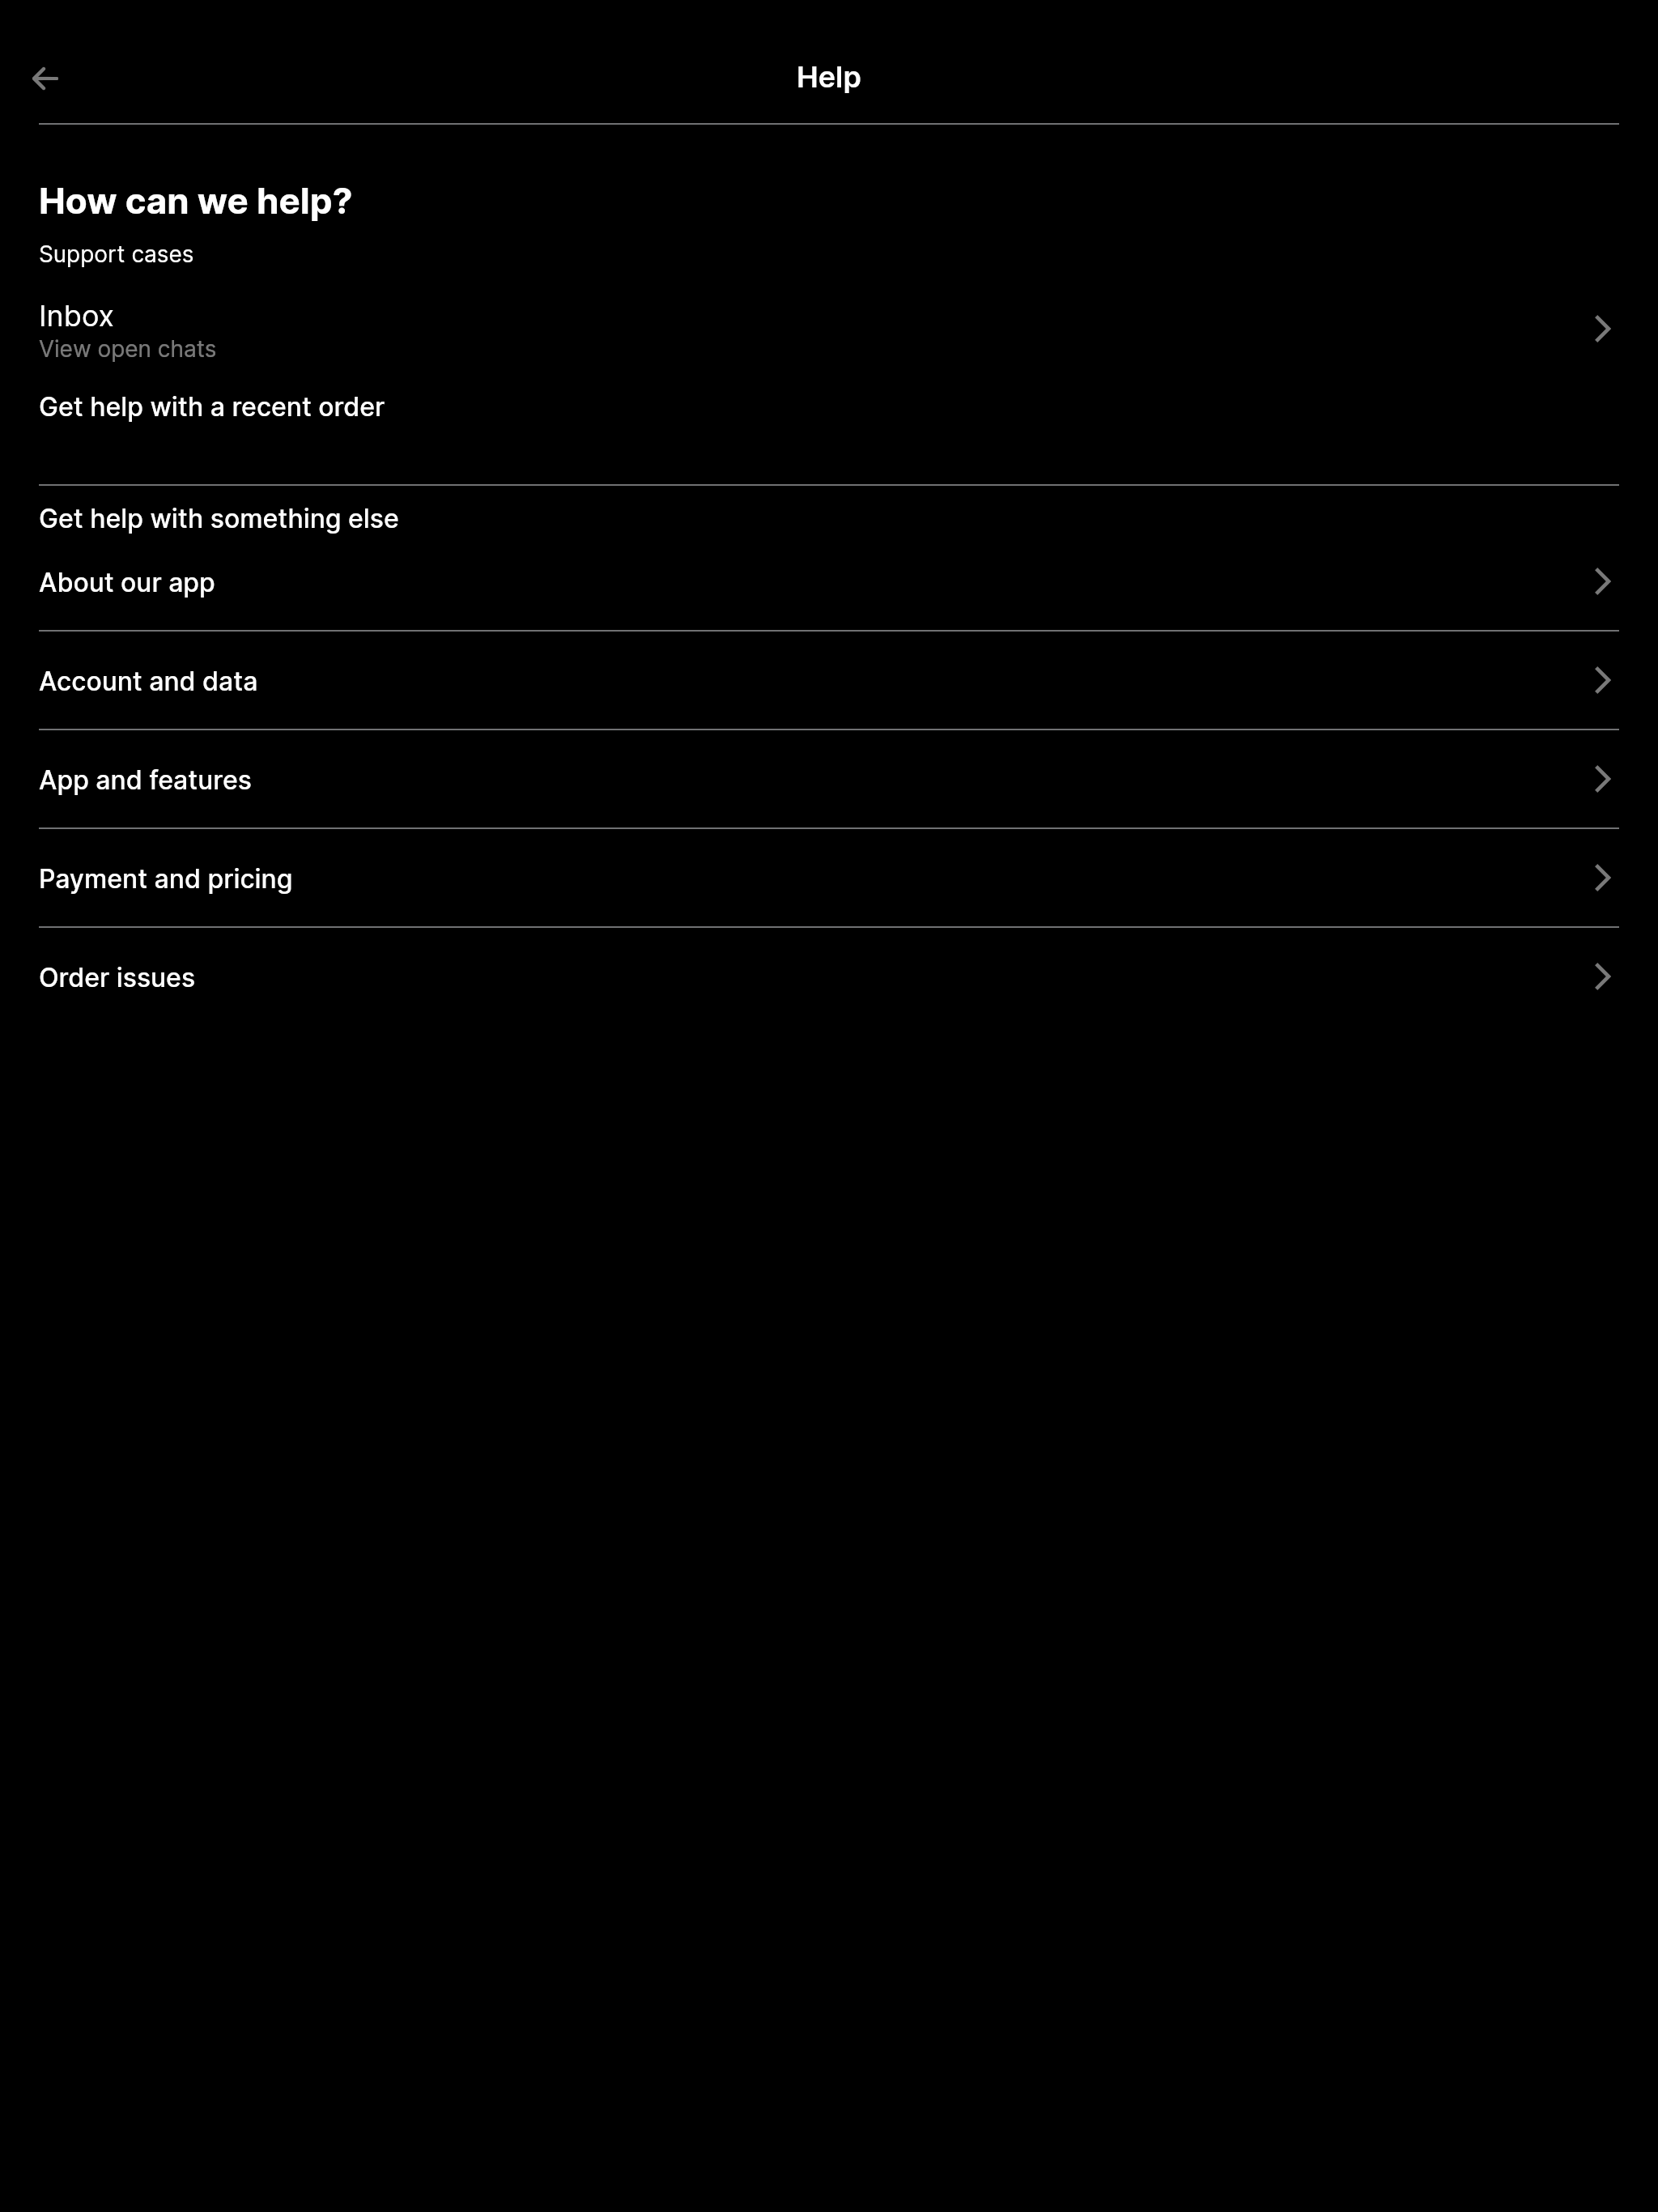 Help
How can we help?
Support cases
Inbox
View open chats
Get help with a recent order
Get help with something else
About our app
Account and data
App and features
Payment and pricing
Order issues